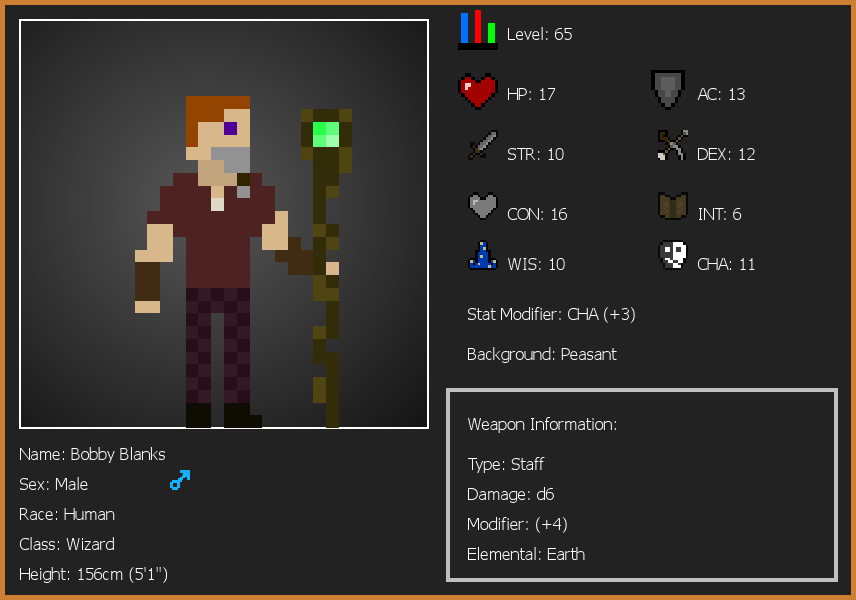 Level: 65
HP: 17
AC: 13
STR: 10
DEX: 12
CON: 16
INT: 6
WIS: 10
CHA: 11
Stat Modifier: CHA (+3)
Background: Peasant
Weapon Information:
Type: Staff
Damage: d6
Modifier: (+4)
Elemental: Earth
Name: Bobby Blanks
Sex: Male
Race: Human
Class: Wizard
Height: 156cm (5'1")